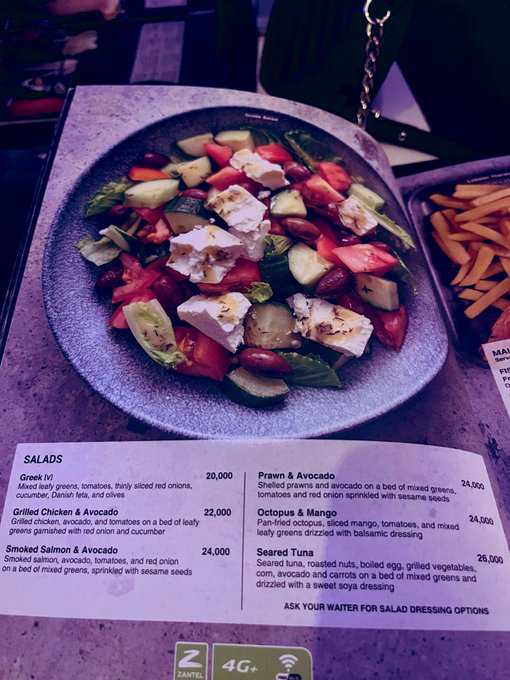 Greek Salad
SALADS
Greek (V) 20,000
Mixed leafy greens, tomatoes, thinly sliced red onions,
cucumber, Danish feta, and olives
Grilled Chicken & Avocado 22,000
Grilled chicken, avocado, and tomatoes on a bed of leafy
greens garnished with red onion and cucumber
Smoked Salmon & Avocado 24,000
Smoked salmon, avocado, tomatoes, and red onion
on a bed of mixed greens, sprinkled with sesame seeds
Prawn & Avocado 24,000
Shelled prawns and avocado on a bed of mixed greens,
tomatoes and red onion sprinkled with sesame seeds
Octopus & Mango 24,000
Pan-fried octopus, sliced mango, tomatoes, and mixed
leafy greens drizzled with balsamic dressing
Seared Tuna 26,000
Seared tuna, roasted nuts, boiled egg, grilled vegetables,
corn, avocado and carrots on a bed of mixed greens and
drizzled with a sweet soya dressing
ASK YOUR WAITER FOR SALAD DRESSING OPTIONS
Z
ZANTEL
4G+